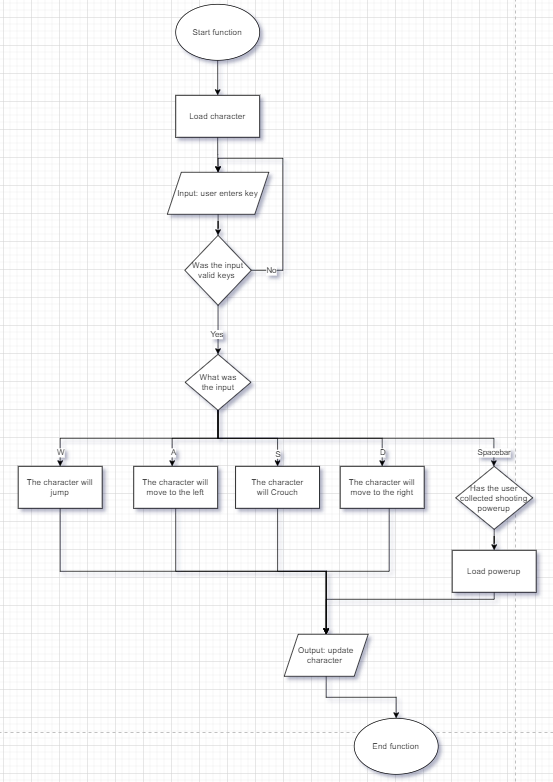 Start function
Load character
Input: user enters key
Was the input
valid keys
No
Yes
What was
the input
W
A
S
D
Spacebar
The character will
jump
The character will
move to the left
The character
will Crouch
The character will
move to the right
Has the user
collected shooting
powerup
Load powerup
Output: update
character
End function